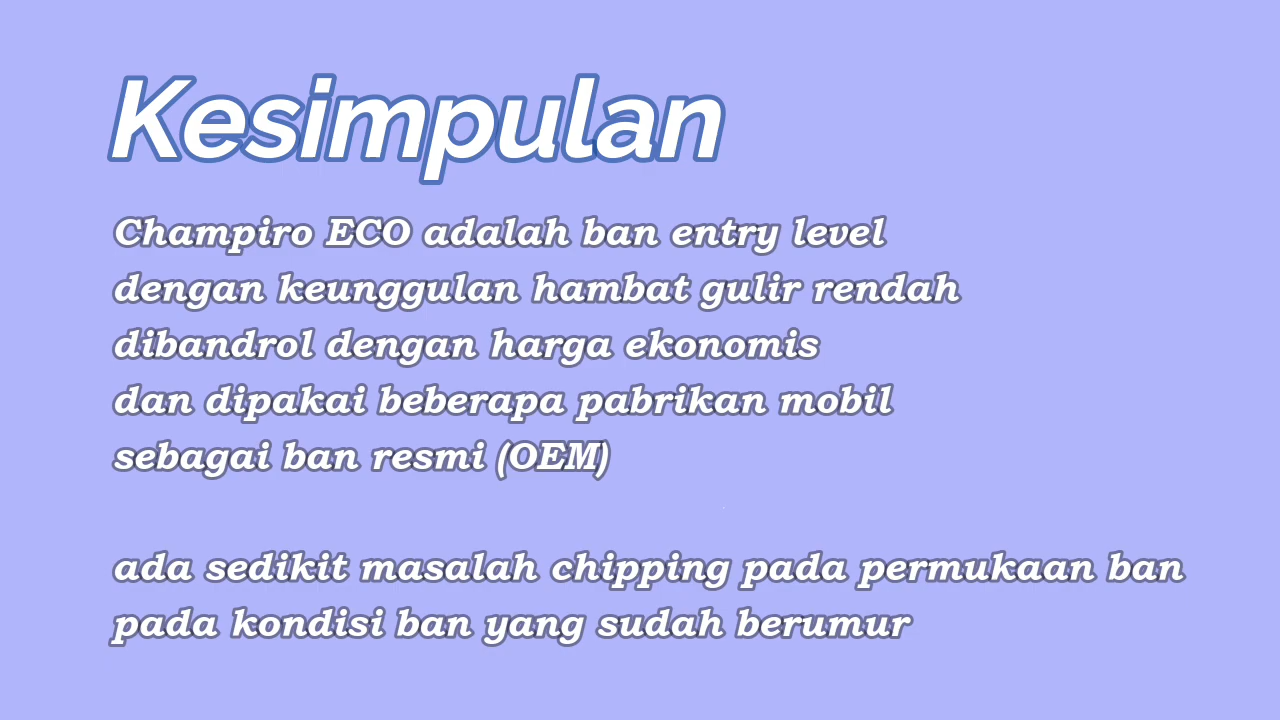 Kesimpulan
Champiro ECO adalah ban entry level
dengan keunggulan hambat gulir rendah
dibandrol dengan harga ekonomis
dan dipakai beberapa pabrikan mobil
sebagai ban resmi (OEM)
ada sedikit masalah chipping pada permukaan ban
pada kondisi ban yang sudah berumur